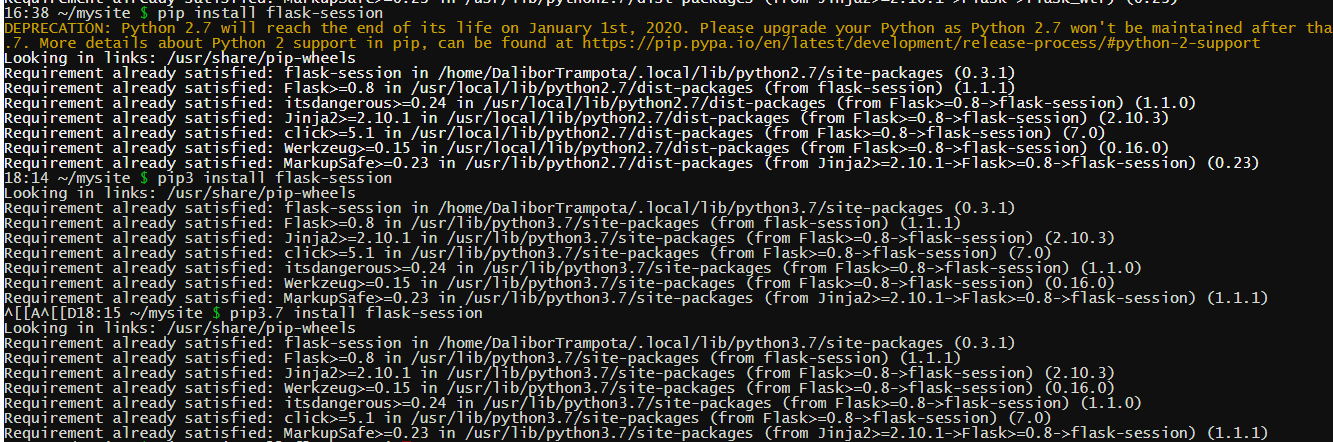 16:38 ~/mysite $ pip install flask-session
DEPRECATION: Python 2.7 will reach the end of its life on January 1st, 2020. Please upgrade your Python as Python 2.7 won't be maintained after tha
.7. More details about Python 2 support in pip, can be found at https://pip.pypa.io/en/latest/development/release-process/#python-2-support
Looking in links: /usr/share/pip-wheels
Requirement already satisfied: flask-session in /home/DaliborTrampota/.local/lib/python2.7/site-packages (0.3.1)
Requirement already satisfied: Flask>=0.8 in /usr/local/lib/python2.7/dist-packages (from flask-session) (1.1.1)
Requirement already satisfied: itsdangerous>=0.24 in /usr/local/lib/python2.7/dist-packages (from Flask>=0.8->flask-session) (1.1.0)
Requirement already satisfied: Jinja2>=2.10.1 in /usr/local/lib/python2.7/dist-packages (from Flask>=0.8->flask-session) (2.10.3)
Requirement already satisfied: click>=5.1 in /usr/local/lib/python2.7/dist-packages (from Flask>=0.8->flask-session) (7.0)
Requirement already satisfied: Werkzeug>=0.15 in /usr/local/lib/python2.7/dist-packages (from Flask>=0.8->flask-session) (0.16.0)
Requirement already satisfied: MarkupSafe>=0.23 in /usr/local/lib/python2.7/dist-packages (from Jinja2>=2.10.1->Flask>=0.8->flask-session) (0.23)
18:14 ~/mysite $ pip3 install flask-session
Looking in links: /usr/share/pip-wheels
Requirement already satisfied: flask-session in /home/DaliborTrampota/.local/lib/python3.7/site-packages (0.3.1)
Requirement already satisfied: Flask>=0.8 in /usr/lib/python3.7/site-packages (from flask-session) (1.1.1)
Requirement already satisfied: Jinja2>=2.10.1 in /usr/lib/python3.7/site-packages (from Flask>=0.8->flask-session) (2.10.3)
Requirement already satisfied: click>=5.1 in /usr/lib/python3.7/site-packages (from Flask>=0.8->flask-session) (7.0)
Requirement already satisfied: itsdangerous>=0.24 in /usr/lib/python3.7/site-packages (from Flask>=0.8->flask-session) (1.1.0)
Requirement already satisfied: Werkzeug>=0.15 in /usr/lib/python3.7/site-packages (from Flask>=0.8->flask-session) (0.16.0)
Requirement already satisfied: MarkupSafe>=0.23 in /usr/lib/python3.7/site-packages (from Jinja2>=2.10.1->Flask>=0.8->flask-session) (1.1.1)
^[[A^[[D18:15 ~/mysite $ pip3.7 install flask-session
Looking in links: /usr/share/pip-wheels
Requirement already satisfied: flask-session in /home/DaliborTrampota/.local/lib/python3.7/site-packages (0.3.1)
Requirement already satisfied: Flask>=0.8 in /usr/lib/python3.7/site-packages (from flask-session) (1.1.1)
Requirement already satisfied: Jinja2>=2.10.1 in /usr/lib/python3.7/site-packages (from Flask>=0.8->flask-session) (2.10.3)
Requirement already satisfied: Werkzeug>=0.15 in /usr/lib/python3.7/site-packages (from Flask>=0.8->flask-session) (0.16.0)
Requirement already satisfied: itsdangerous>=0.24 in /usr/lib/python3.7/site-packages (from Flask>=0.8->flask-session) (1.1.0)
Requirement already satisfied: click>=5.1 in /usr/lib/python3.7/site-packages (from Flask>=0.8->flask-session) (7.0)
Requirement already satisfied: MarkupSafe>=0.23 in /usr/lib/python3.7/site-packages (from Jinja2>=2.10.1->Flask>=0.8->flask-session) (1.1.1)